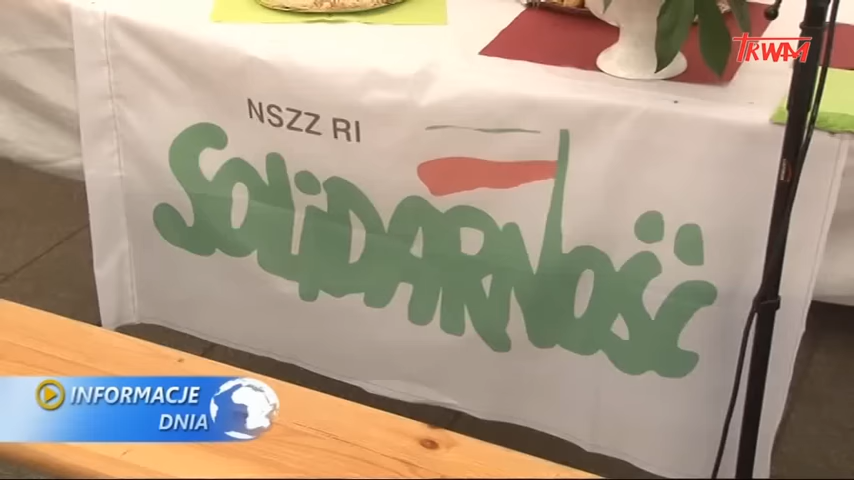 TRWAM
NSZZ RI
SOLIDARNOŚĆ
INFORMACJE
DNIA